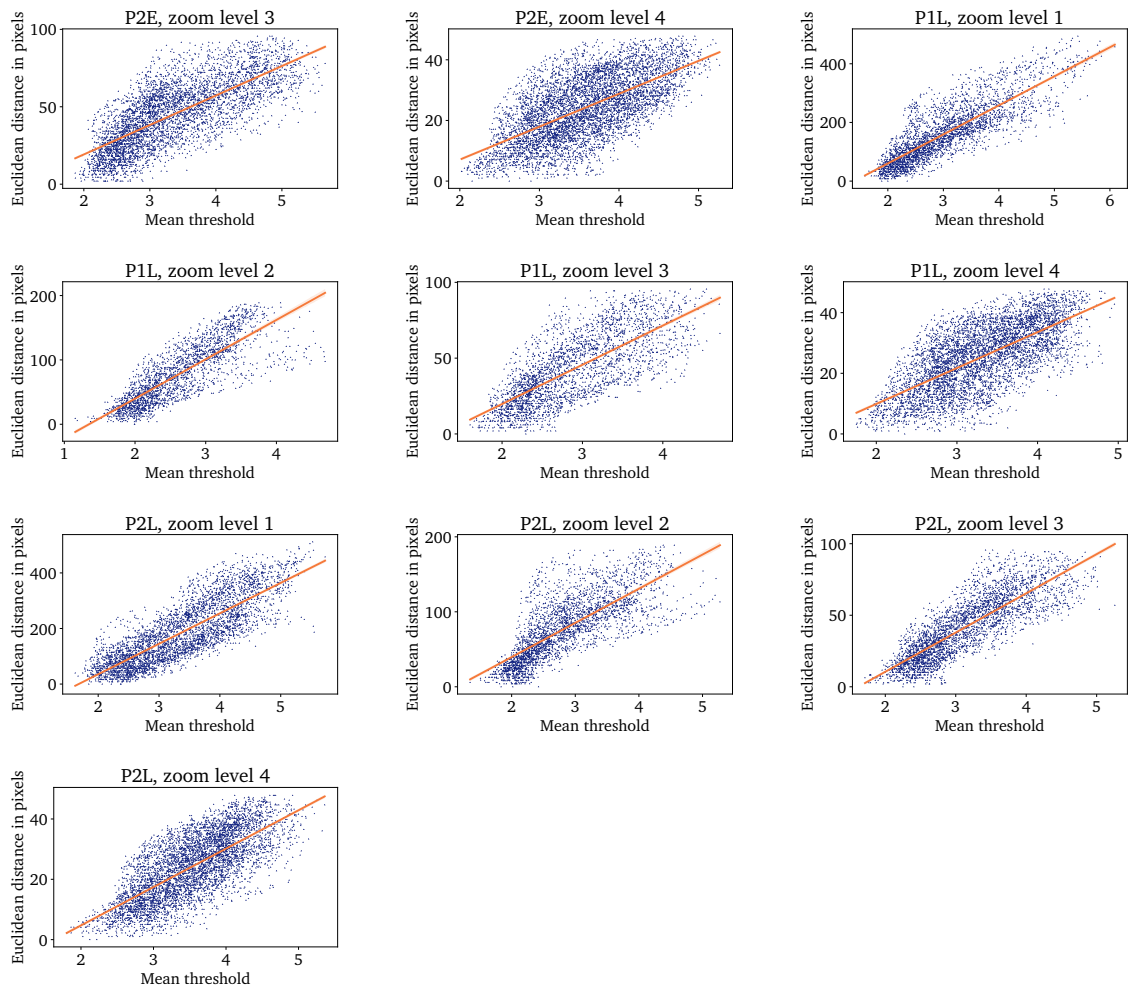 P2E, zoom level 3
Euclidean distance in pixels
100
50
0
2 3 4 5
Mean threshold
P2E, zoom level 4
Euclidean distance in pixels
40
20
0
2 3 4 5
Mean threshold
P1L, zoom level 1
Euclidean distance in pixels
400
200
0
2 3 4 5 6
Mean threshold
P1L, zoom level 2
Euclidean distance in pixels
200
100
0
1 2 3 4
Mean threshold
P1L, zoom level 3
Euclidean distance in pixels
100
50
0
2 3 4
Mean threshold
P1L, zoom level 4
Euclidean distance in pixels
40
20
0
2 3 4 5
Mean threshold
P2L, zoom level 1
Euclidean distance in pixels
400
200
0
2 3 4 5
Mean threshold
P2L, zoom level 2
Euclidean distance in pixels
200
100
0
2 3 4 5
Mean threshold
P2L, zoom level 3
Euclidean distance in pixels
100
50
0
2 3 4 5
Mean threshold
P2L, zoom level 4
Euclidean distance in pixels
40
20
0
2 3 4 5
Mean threshold